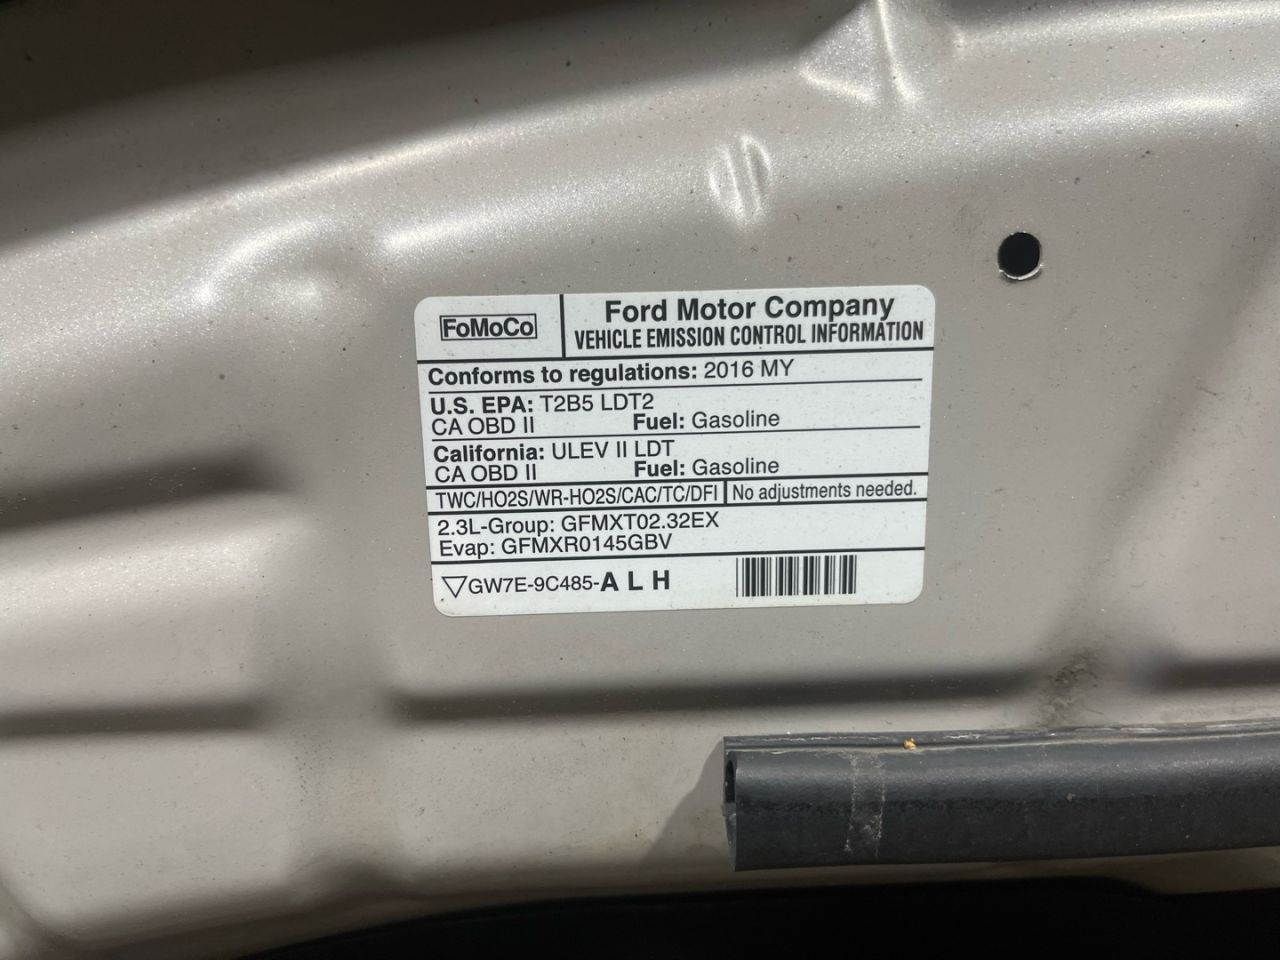 FoMoCo
Ford Motor Company
VEHICLE EMISSION CONTROL INFORMATION
Conforms to regulations: 2016 MY
U.S. EPA: T2B5 LDT2
CA OBD II Fuel: Gasoline
California: ULEV II LDT
CA OBD II Fuel: Gasoline
TWC/HO2S/WR-HO2S/CAC/TC/DFI No adjustments needed.
2.3L-Group: GFMXT02.32EX
Evap: GFMXR0145GBV
GW7E-9C485-A L H